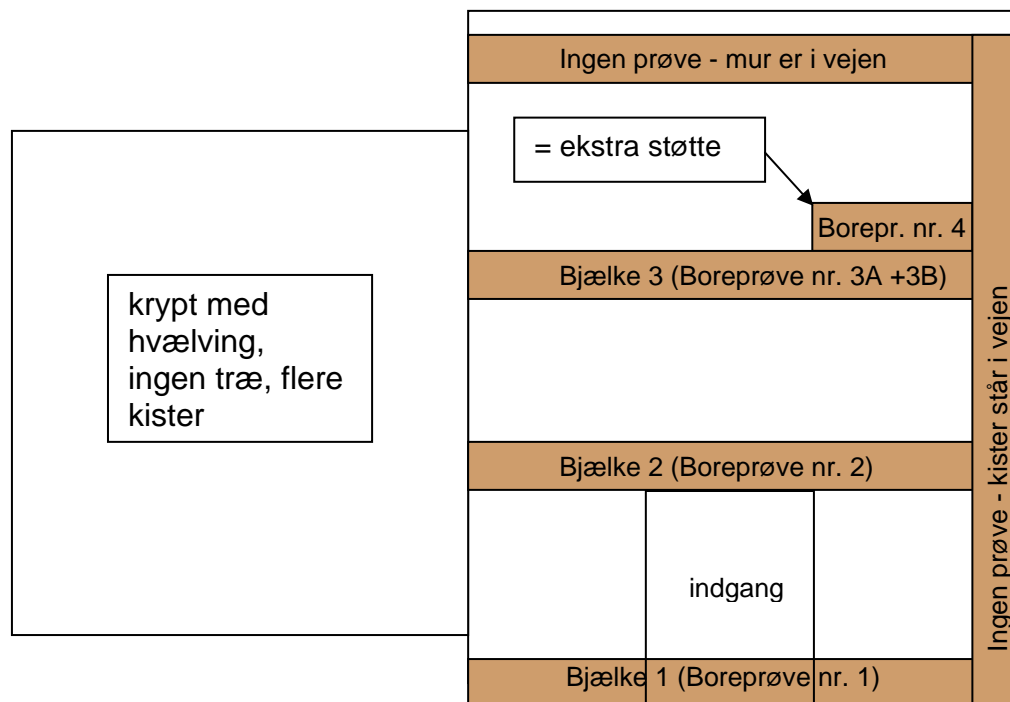 Ingen prøve - mur er i vejen
= ekstra støtte
Borepr. nr. 4
Bjælke 3 (Boreprøve nr. 3A +3B)
krypt med
hvælving,
ingen træ, flere
kister
Bjælke 2 (Boreprøve nr. 2)
indgang
Bjælke 1 (Boreprøve nr. 1)
Ingen prøve - kister står i vejen